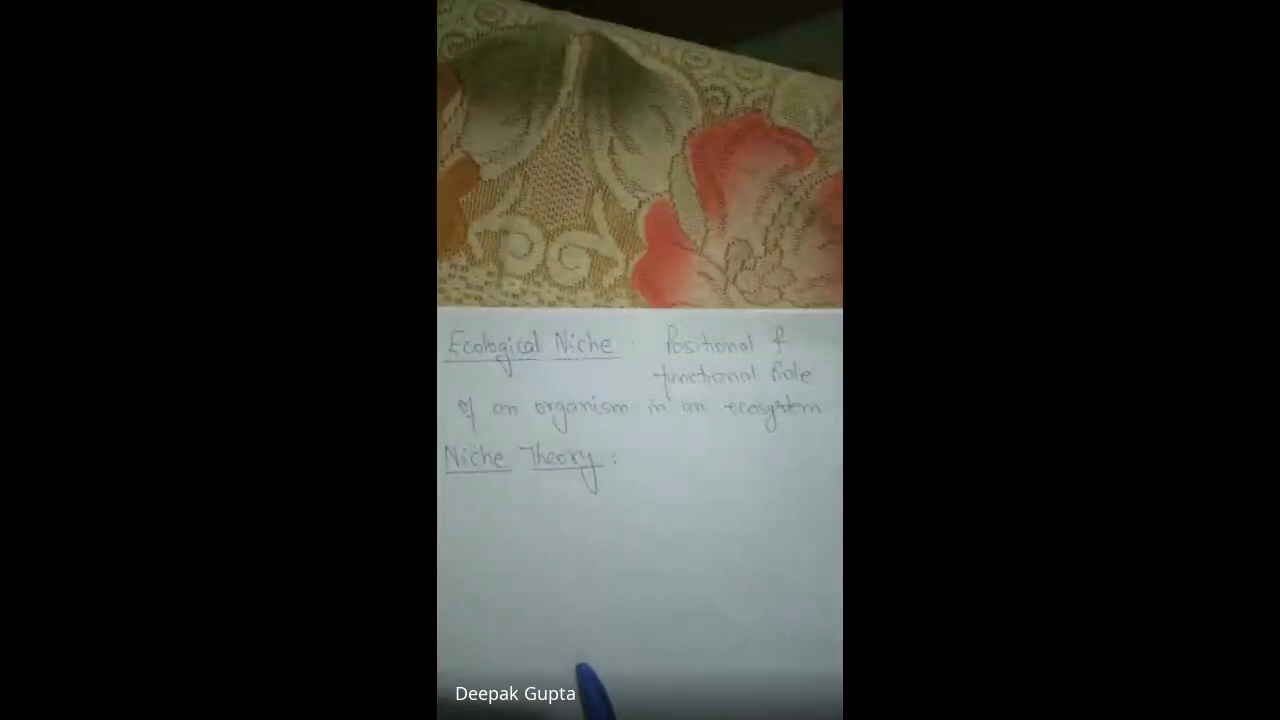 Ecological Niche : Positional &
functional Role
of an organism in an ecosystem
Niche Theory :
Deepak Gupta